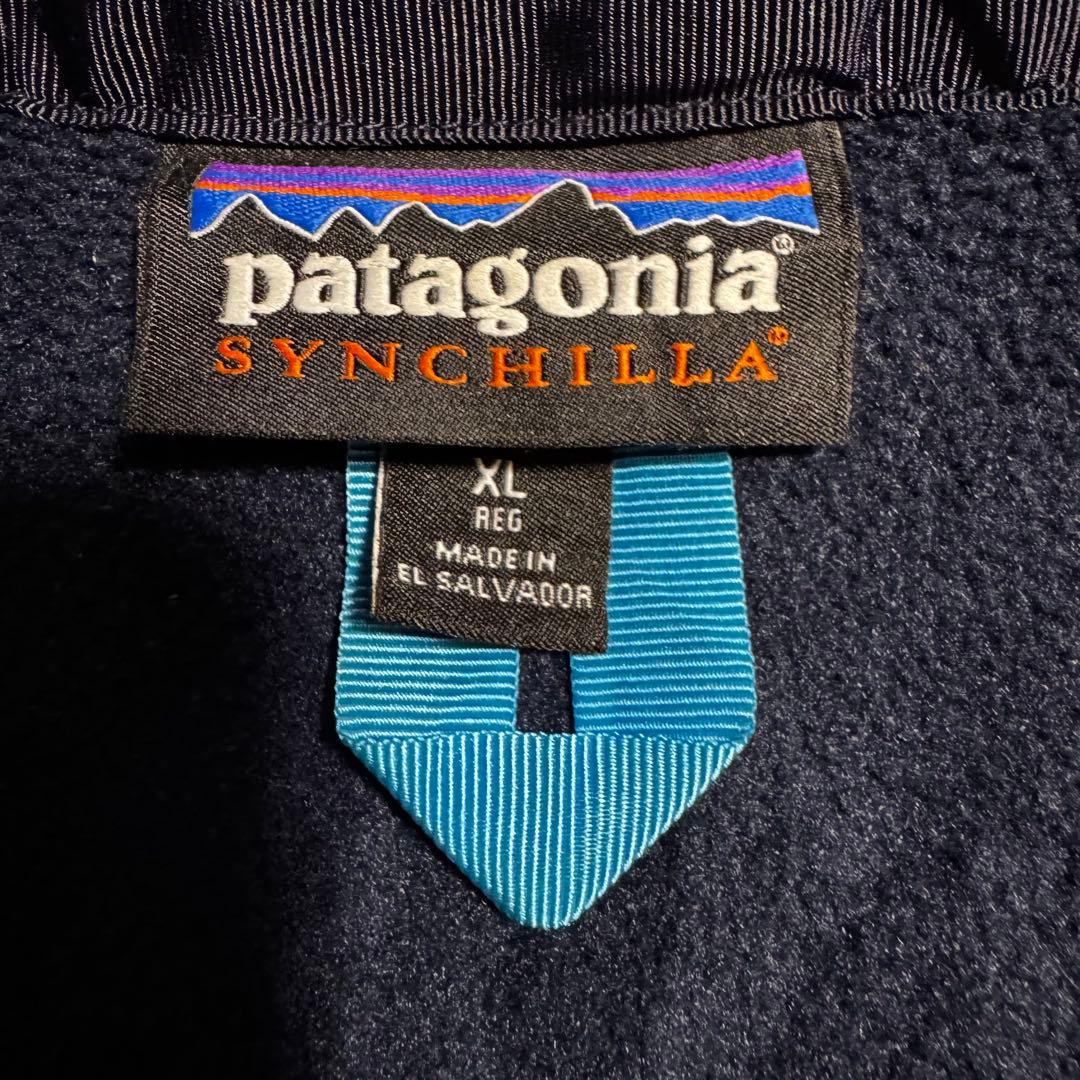 patagonia®
SYNCHILLA®
XL
REG
MADE IN
EL SALVADOR